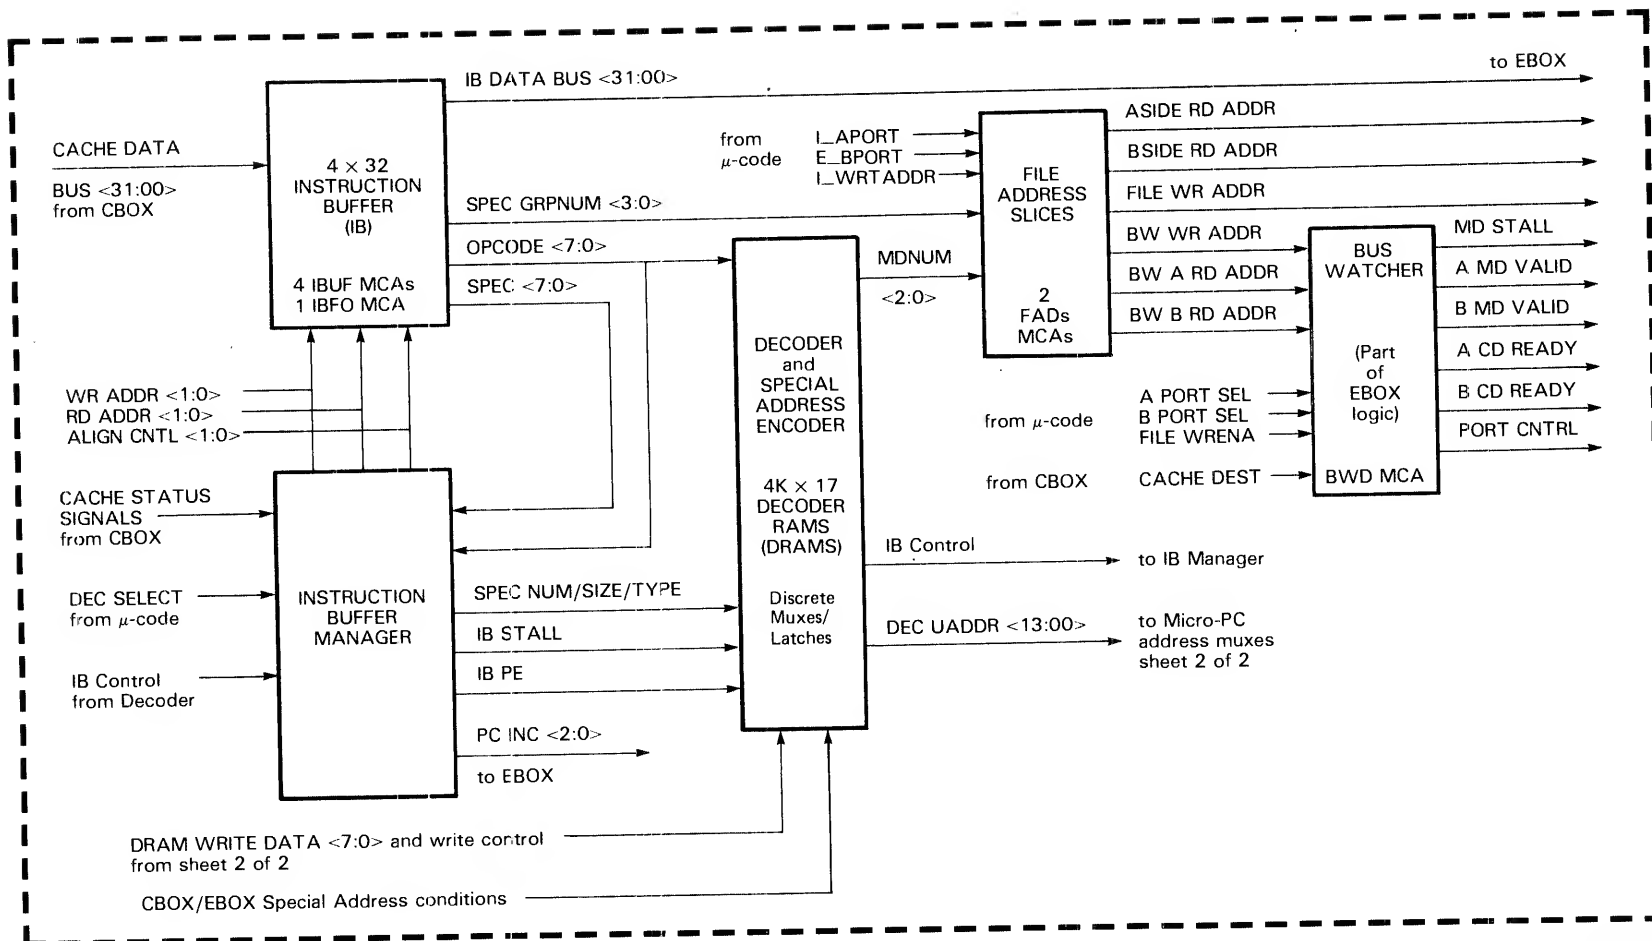 IB DATA BUS <31:00>
to EBOX
CACHE DATA
BUS <31:00>
from CBOX
4 × 32
INSTRUCTION
BUFFER
(IB)
4 IBUF MCAs
1 IBFO MCA
SPEC GRPNUM <3:0>
OPCODE <7:0>
SPEC <7:0>
from
μ-code
I_APORT
E_BPORT
I_WRTADDR
FILE
ADDRESS
SLICES
2
FADs
MCAs
ASIDE RD ADDR
BSIDE RD ADDR
FILE WR ADDR
BW WR ADDR
BW A RD ADDR
BW B RD ADDR
MDNUM
<2:0>
BUS
WATCHER
(Part
of
EBOX
logic)
BWD MCA
MD STALL
A MD VALID
B MD VALID
A CD READY
B CD READY
PORT CNTRL
from μ-code
A PORT SEL
B PORT SEL
FILE WRENA
from CBOX
CACHE DEST
DECODER
and
SPECIAL
ADDRESS
ENCODER
4K × 17
DECODER
RAMS
(DRAMS)
Discrete
Muxes/
Latches
WR ADDR <1:0>
RD ADDR <1:0>
ALIGN CNTL <1:0>
CACHE STATUS
SIGNALS
from CBOX
DEC SELECT
from μ-code
IB Control
from Decoder
INSTRUCTION
BUFFER
MANAGER
SPEC NUM/SIZE/TYPE
IB STALL
IB PE
PC INC <2:0>
to EBOX
IB Control
to IB Manager
DEC UADDR <13:00>
to Micro-PC
address muxes
sheet 2 of 2
DRAM WRITE DATA <7:0> and write control
from sheet 2 of 2
CBOX/EBOX Special Address conditions